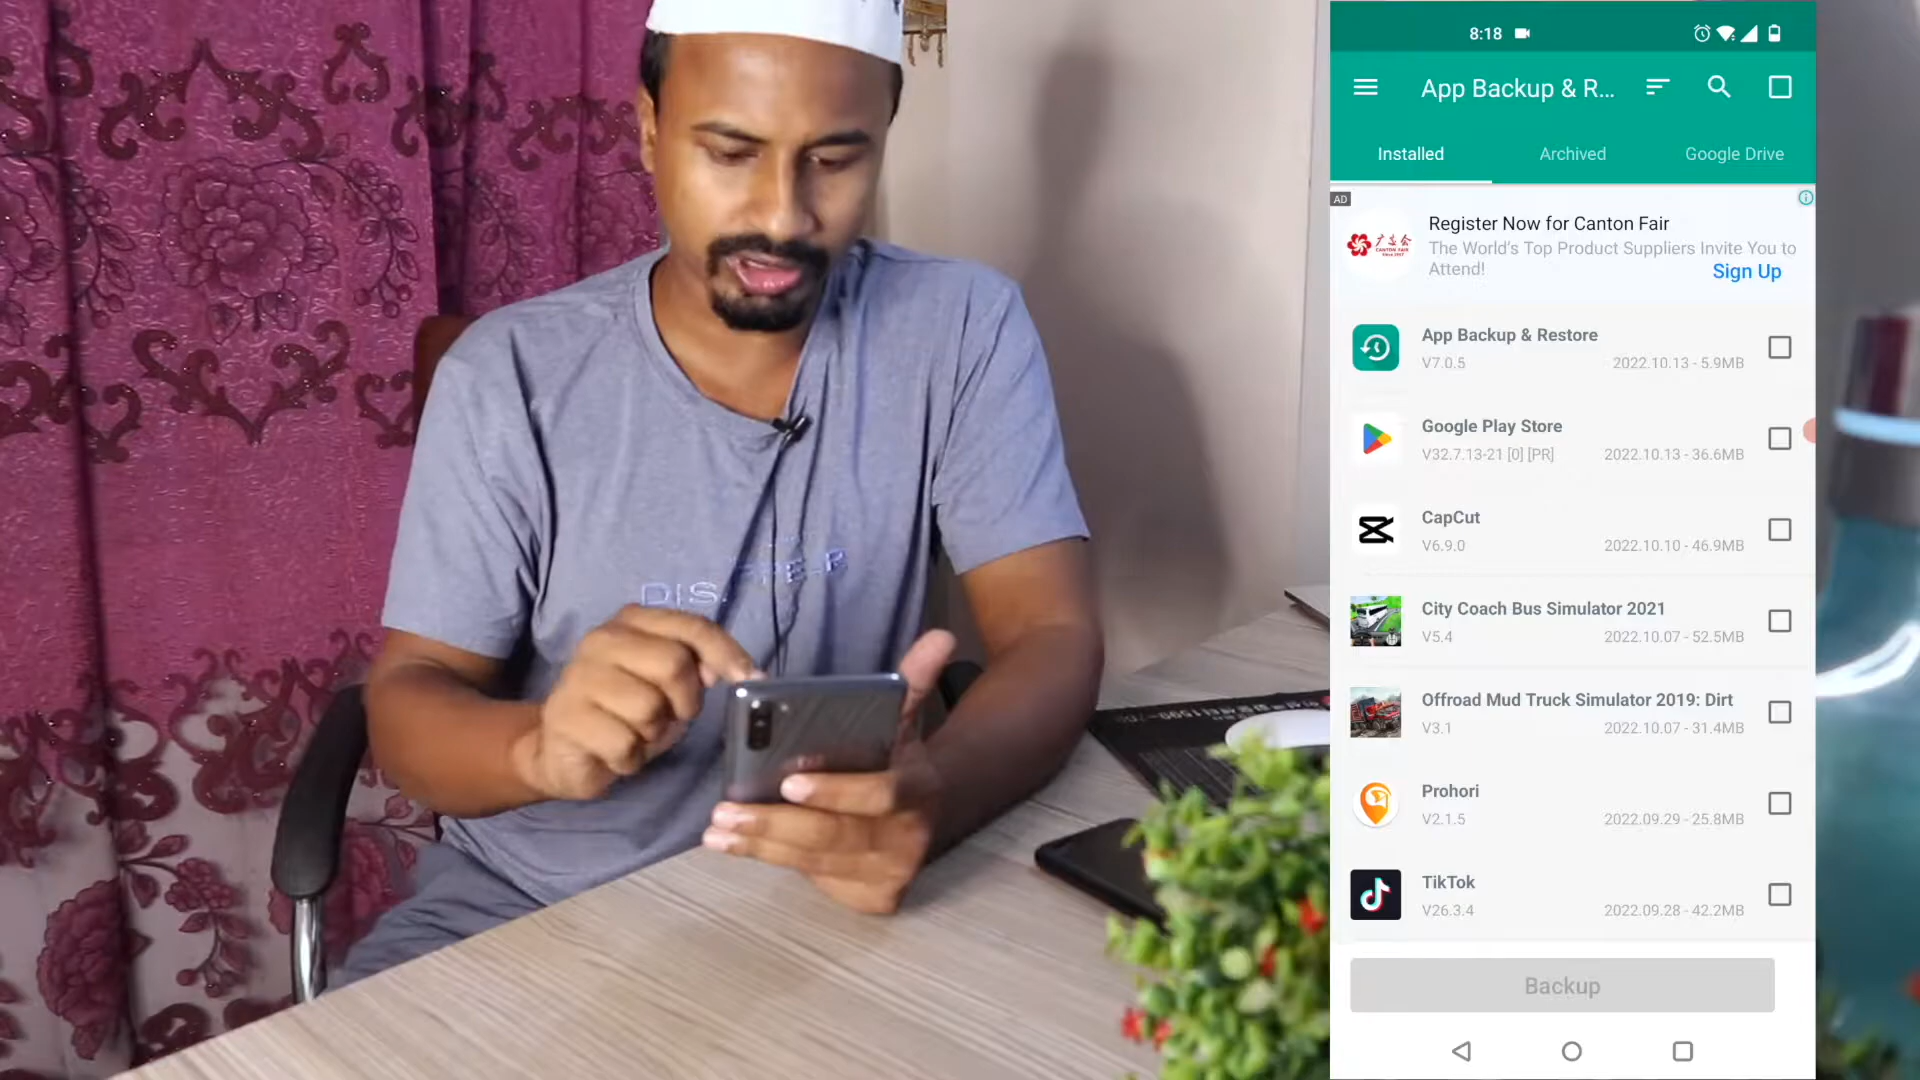 8:18
App Backup & R...
Installed
Archived
Google Drive
AD
Register Now for Canton Fair
The World's Top Product Suppliers Invite You to
Attend!
Sign Up
广交会
CANTON FAIR
App Backup & Restore
V7.0.5
2022.10.13 - 5.9MB
Google Play Store
V32.7.13-21 [0] [PR]
2022.10.13 - 36.6MB
CapCut
V6.9.0
2022.10.10 - 46.9MB
City Coach Bus Simulator 2021
V5.4
2022.10.07 - 52.5MB
Offroad Mud Truck Simulator 2019: Dirt
V3.1
2022.10.07 - 31.4MB
Prohori
V2.1.5
2022.09.29 - 25.8MB
TikTok
V26.3.4
2022.09.28 - 42.2MB
Backup